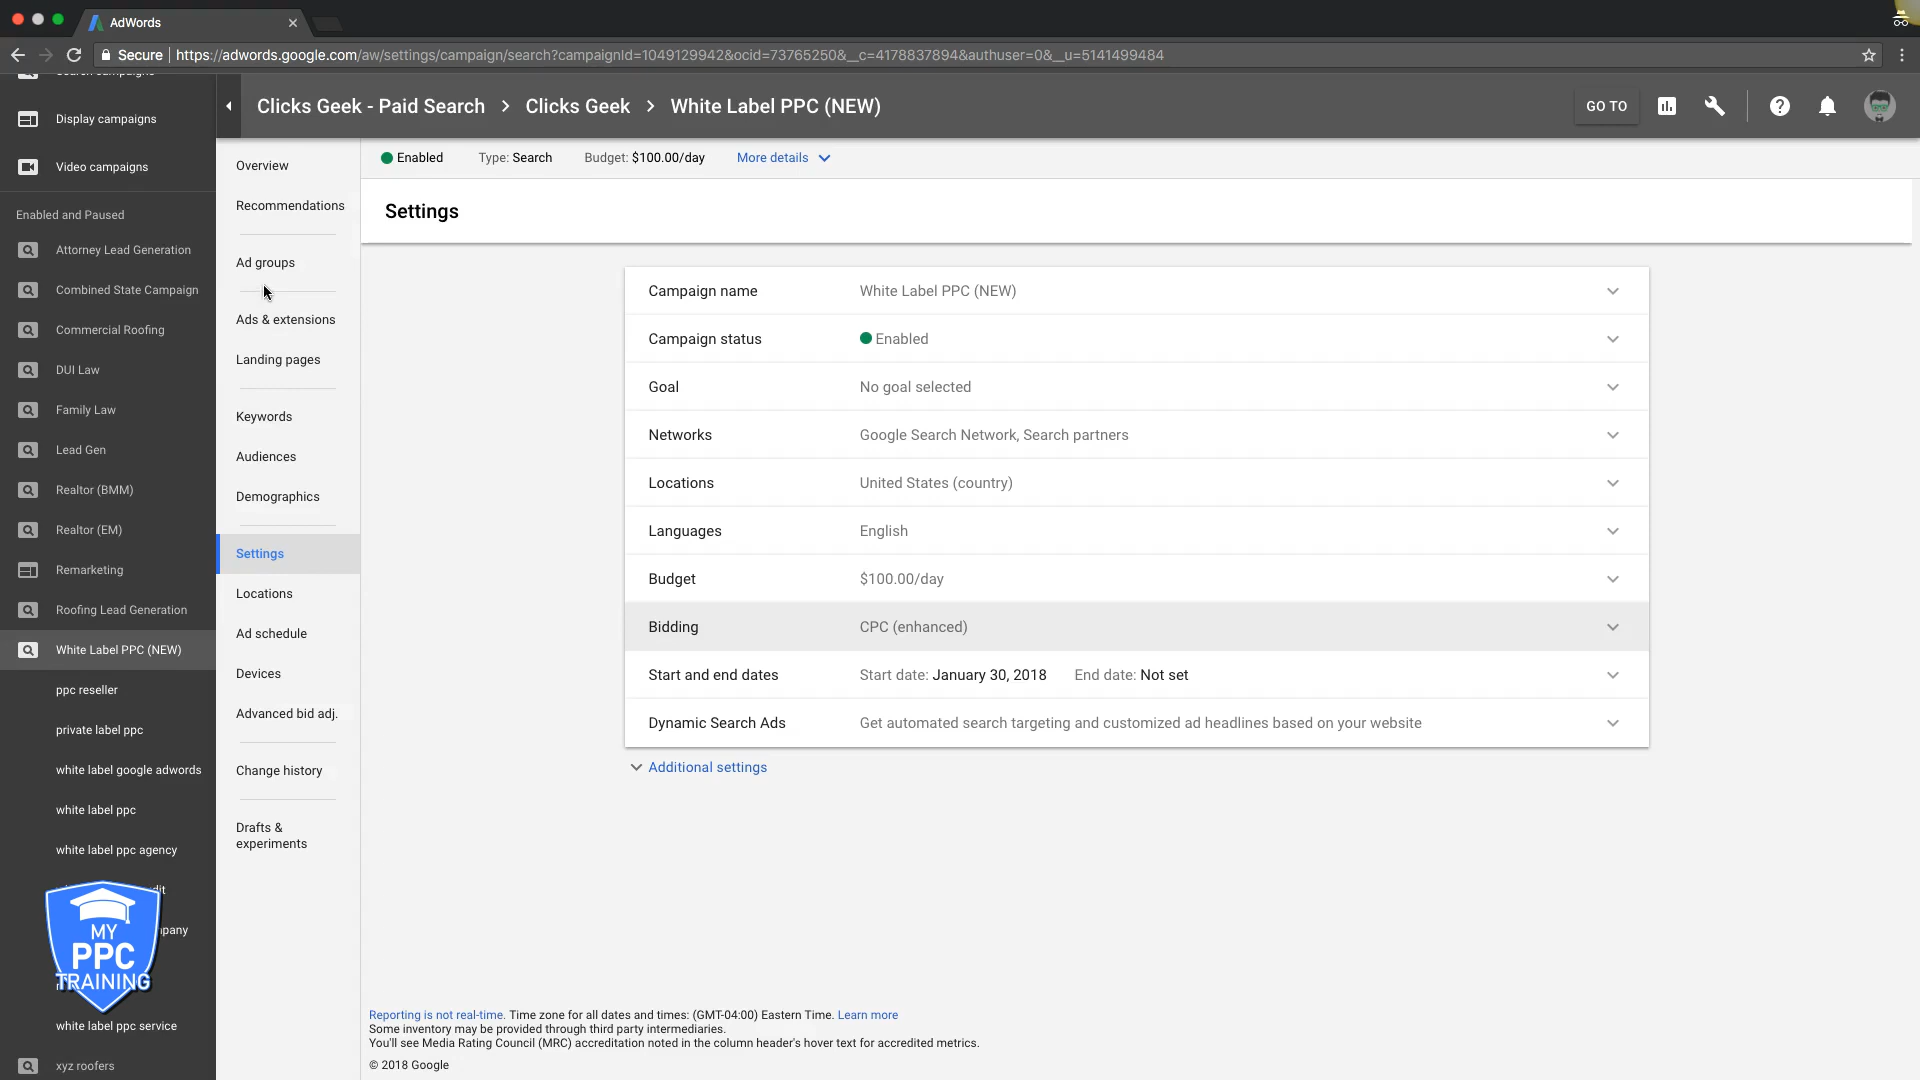 AdWords
Secure
https://adwords.google.com/aw/settings/campaign/search?campaignId=1049129942&ocid=73765250&__c=4178837894&authuser=0&__u=5141499484
Display campaigns
Video campaigns
Enabled and Paused
Attorney Lead Generation
Combined State Campaign
Commercial Roofing
DUI Law
Family Law
Lead Gen
Realtor (BMM)
Realtor (EM)
Remarketing
Roofing Lead Generation
White Label PPC (NEW)
ppc reseller
private label ppc
white label google adwords
white label ppc
white label ppc agency
white label ppc service
xyz roofers
MY
PPC
TRAINING
Clicks Geek - Paid Search > Clicks Geek > White Label PPC (NEW)
GO TO
Overview
Recommendations
Ad groups
Ads & extensions
Landing pages
Keywords
Audiences
Demographics
Settings
Locations
Ad schedule
Devices
Advanced bid adj.
Change history
Drafts &
experiments
Enabled Type: Search Budget: $100.00/day More details
Settings
Campaign name White Label PPC (NEW)
Campaign status Enabled
Goal No goal selected
Networks Google Search Network, Search partners
Locations United States (country)
Languages English
Budget $100.00/day
Bidding CPC (enhanced)
Start and end dates Start date: January 30, 2018 End date: Not set
Dynamic Search Ads Get automated search targeting and customized ad headlines based on your website
Additional settings
Reporting is not real-time. Time zone for all dates and times: (GMT-04:00) Eastern Time. Learn more
Some inventory may be provided through third party intermediaries.
You'll see Media Rating Council (MRC) accreditation noted in the column header's hover text for accredited metrics.
© 2018 Google